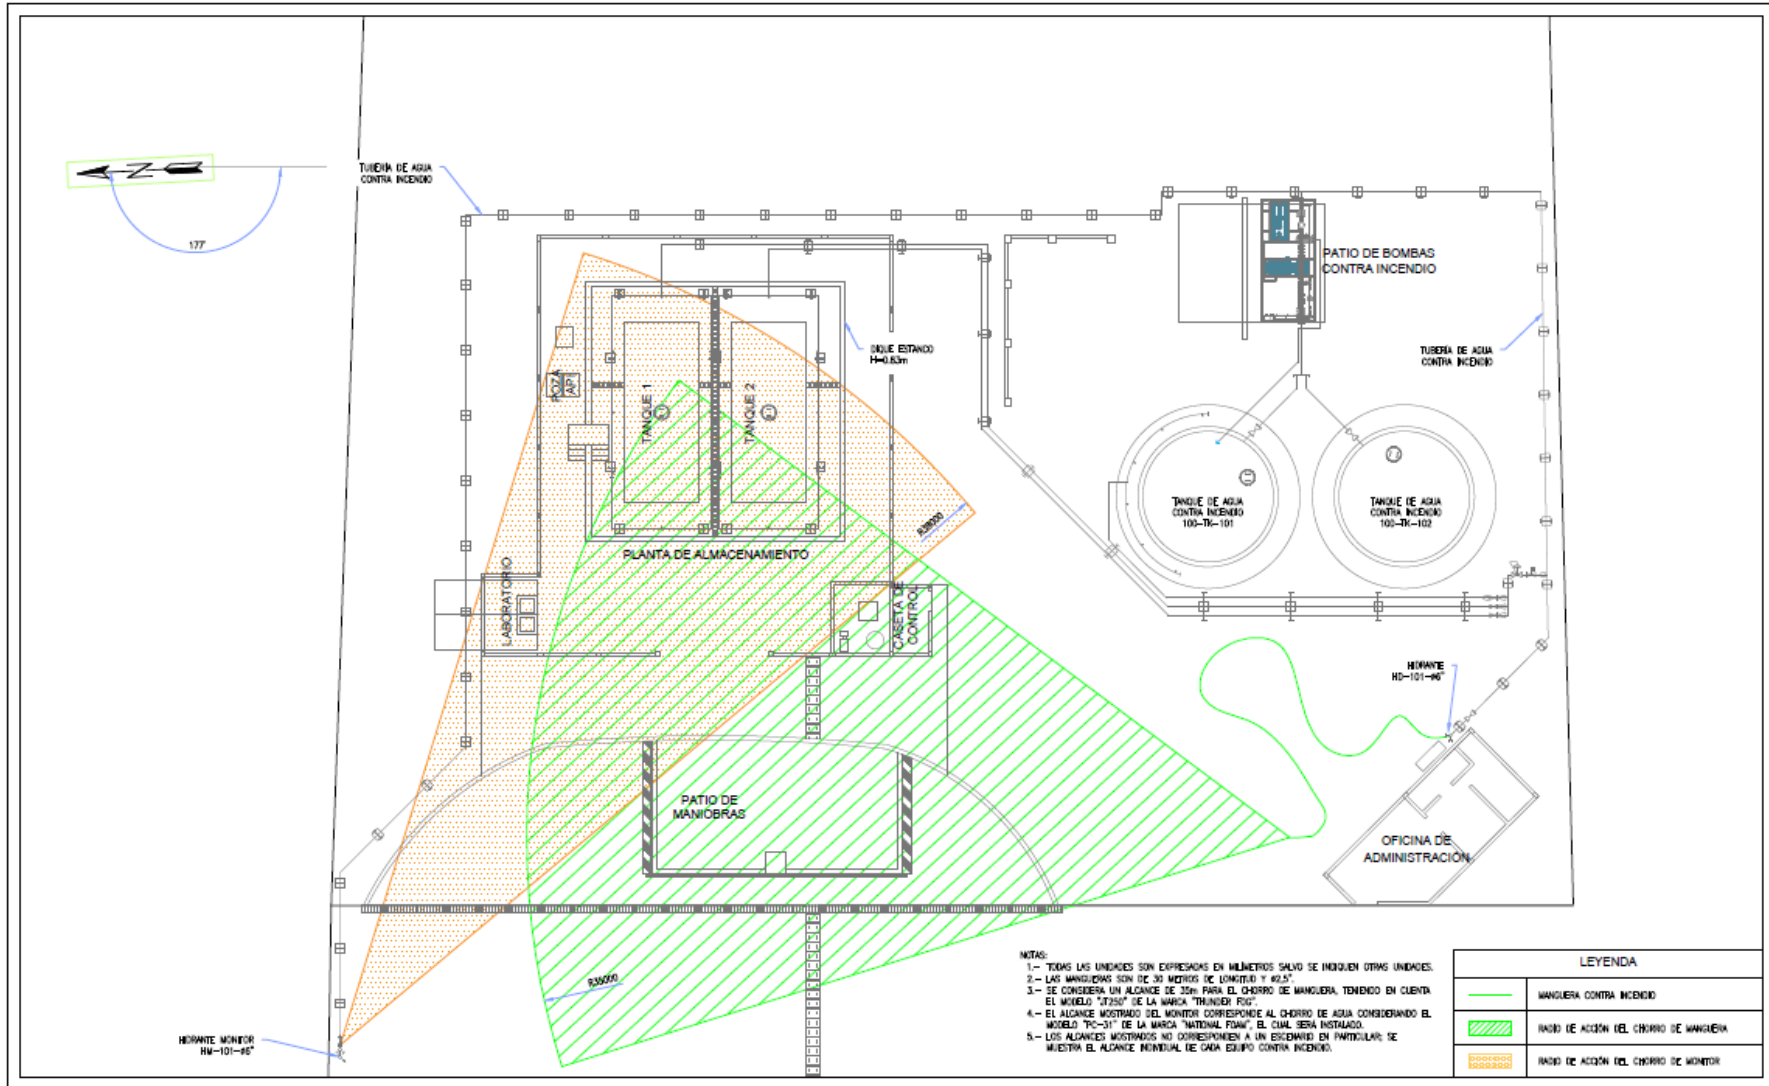 TUBERÍA DE AGUA
CONTRA INCENDIO
N
177°
PATIO DE BOMBAS
CONTRA INCENDIO
DIQUE ESTANCO
H=0.83m
TUBERÍA DE AGUA
CONTRA INCENDIO
POZA
API
TANQUE 1
TANQUE 2
TANQUE DE AGUA
CONTRA INCENDIO
100-TK-101
TANQUE DE AGUA
CONTRA INCENDIO
100-TK-102
R38000
PLANTA DE ALMACENAMIENTO
LABORATORIO
CASETA DE
CONTROL
HIDRANTE
HD-101-ø6"
PATIO DE
MANIOBRAS
OFICINA DE
ADMINISTRACIÓN
R35000
HIDRANTE MONITOR
HM-101-ø6"
NOTAS:
1.- TODAS LAS UNIDADES SON EXPRESADAS EN MILÍMETROS SALVO SE INDIQUEN OTRAS UNIDADES.
2.- LAS MANGUERAS SON DE 30 METROS DE LONGITUD Y ø2,5".
3.- SE CONSIDERA UN ALCANCE DE 35m PARA EL CHORRO DE MANGUERA, TENIENDO EN CUENTA
EL MODELO "JT250" DE LA MARCA "THUNDER FOG".
4.- EL ALCANCE MOSTRADO DEL MONITOR CORRESPONDE AL CHORRO DE AGUA CONSIDERANDO EL
MODELO "PC-31" DE LA MARCA "NATIONAL FOAM", EL CUAL SERÁ INSTALADO.
5.- LOS ALCANCES MOSTRADOS NO CORRESPONDEN A UN ESCENARIO EN PARTICULAR; SE
MUESTRA EL ALCANCE INDIVIDUAL DE CADA EQUIPO CONTRA INCENDIO.
LEYENDA
MANGUERA CONTRA INCENDIO
RADIO DE ACCIÓN DEL CHORRO DE MANGUERA
RADIO DE ACCIÓN DEL CHORRO DE MONITOR